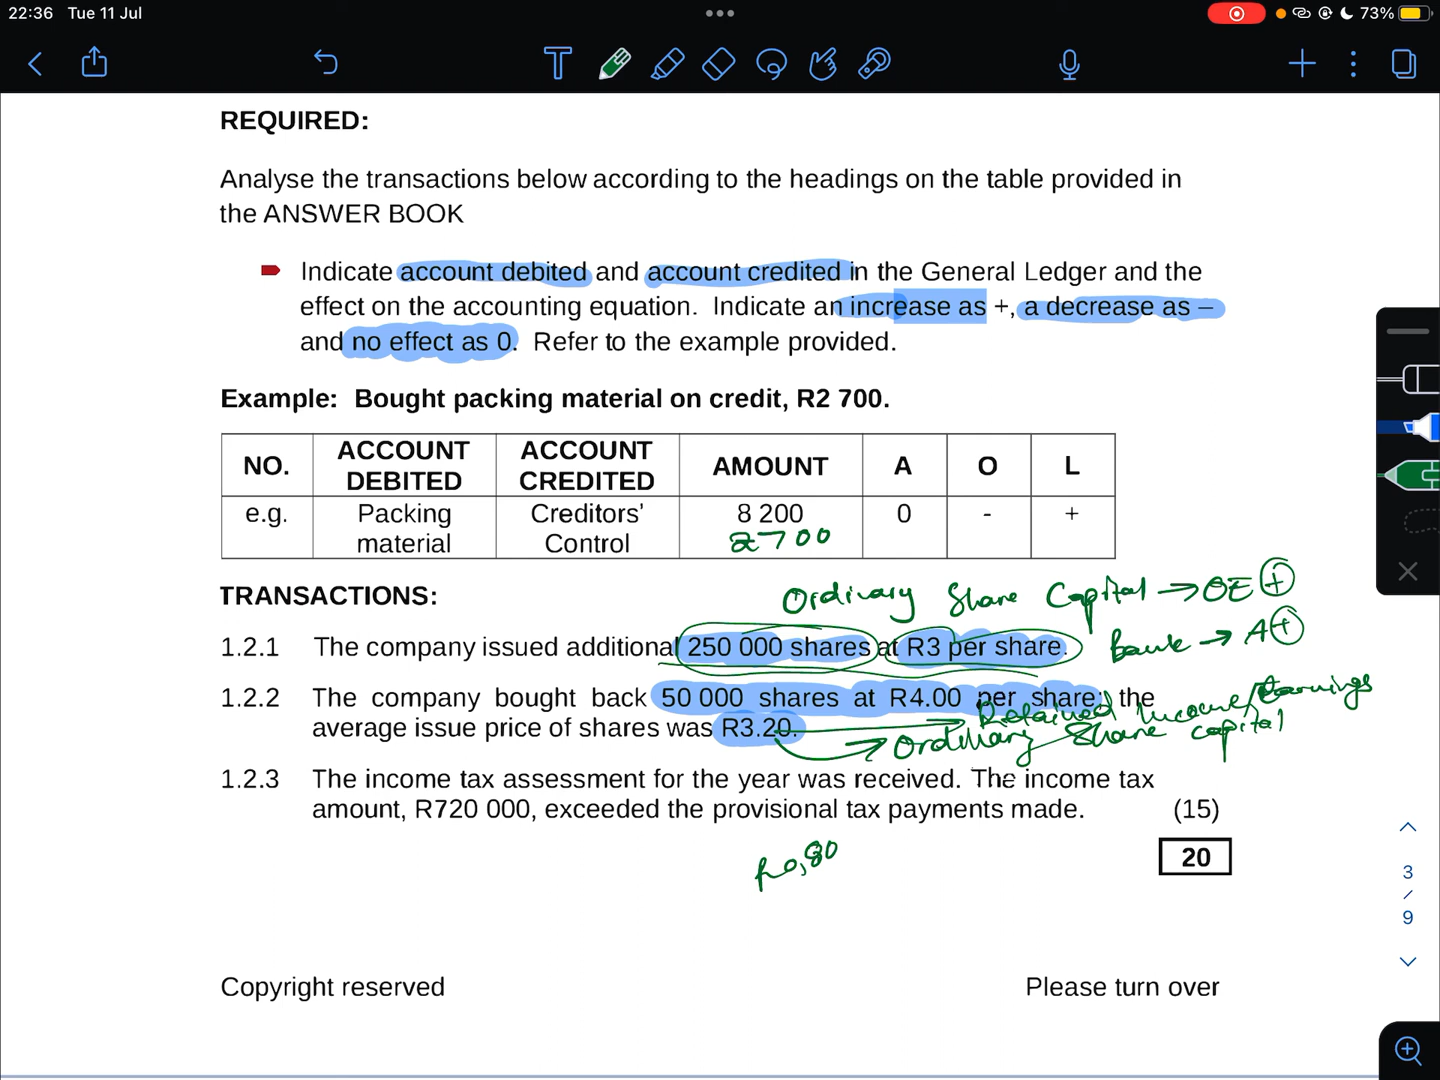 22:36 Tue 11 Jul
73%
REQUIRED:
Analyse the transactions below according to the headings on the table provided in
the ANSWER BOOK
Indicate account debited and account credited in the General Ledger and the
effect on the accounting equation. Indicate an increase as +, a decrease as –
and no effect as 0. Refer to the example provided.
Example: Bought packing material on credit, R2 700.
NO. ACCOUNT DEBITED ACCOUNT CREDITED AMOUNT A O L
e.g. Packing material Creditors' Control 8 200 0 - +
2700
TRANSACTIONS:
Ordinary Share Capital → OE +
1.2.1 The company issued additional 250 000 shares at R3 per share.
Bank → A +
1.2.2 The company bought back 50 000 shares at R4.00 per share; the
average issue price of shares was R3.20.
Retained Income/Earnings
Ordinary Share capital
1.2.3 The income tax assessment for the year was received. The income tax
amount, R720 000, exceeded the provisional tax payments made. (15)
R0,80
20
3
/
9
Copyright reserved Please turn over